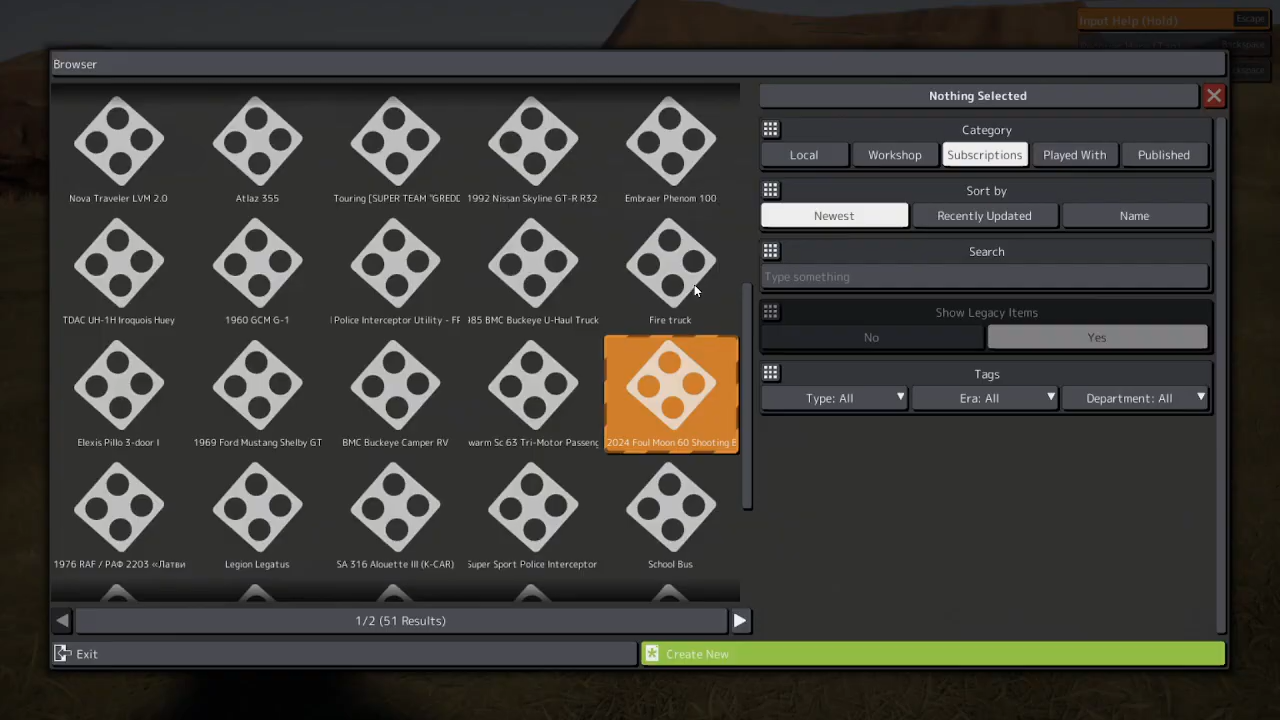 Input Help (Hold)
Escape
Browser
Nothing Selected
Nova Traveler LVM 2.0
Atlaz 355
Touring [SUPER TEAM "GREDD
1992 Nissan Skyline GT-R R32
Embraer Phenom 100
TDAC UH-1H Iroquois Huey
1960 GCM G-1
Police Interceptor Utility - FF
985 BMC Buckeye U-Haul Truck
Fire truck
Elexis Pillo 3-door I
1969 Ford Mustang Shelby GT
BMC Buckeye Camper RV
warm Sc 63 Tri-Motor Passeng
2024 Foul Moon 60 Shooting B
1976 RAF / РАФ 2203 «Латви
Legion Legatus
SA 316 Alouette III (K-CAR)
Super Sport Police Interceptor
School Bus
1/2 (51 Results)
Exit
Create New
Category
Local
Workshop
Subscriptions
Played With
Published
Sort by
Newest
Recently Updated
Name
Search
Type something
Show Legacy Items
No
Yes
Tags
Type: All
Era: All
Department: All